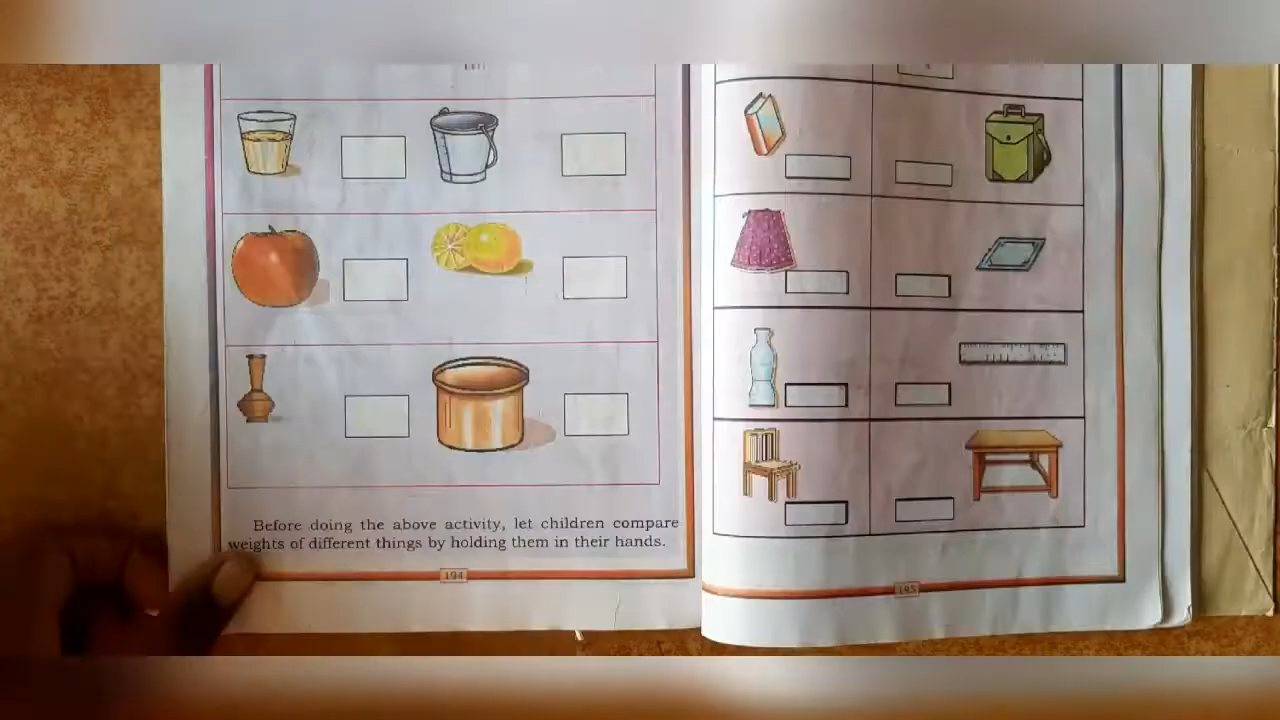 Before doing the above activity, let children compare
weights of different things by holding them in their hands.
194
195